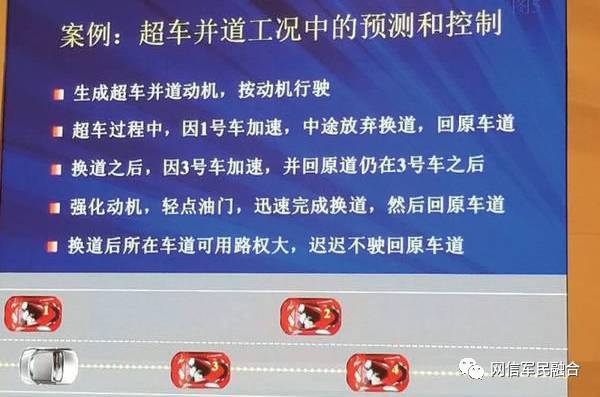 图5
案例：超车并道工况中的预测和控制
生成超车并道动机，按动机行驶
超车过程中，因1号车加速，中途放弃换道，回原车道
换道之后，因3号车加速，并回原道仍在3号车之后
强化动机，轻点油门，迅速完成换道，然后回原车道
换道后所在车道可用路权大，迟迟不驶回原车道
1
2
3
4
网信军民融合